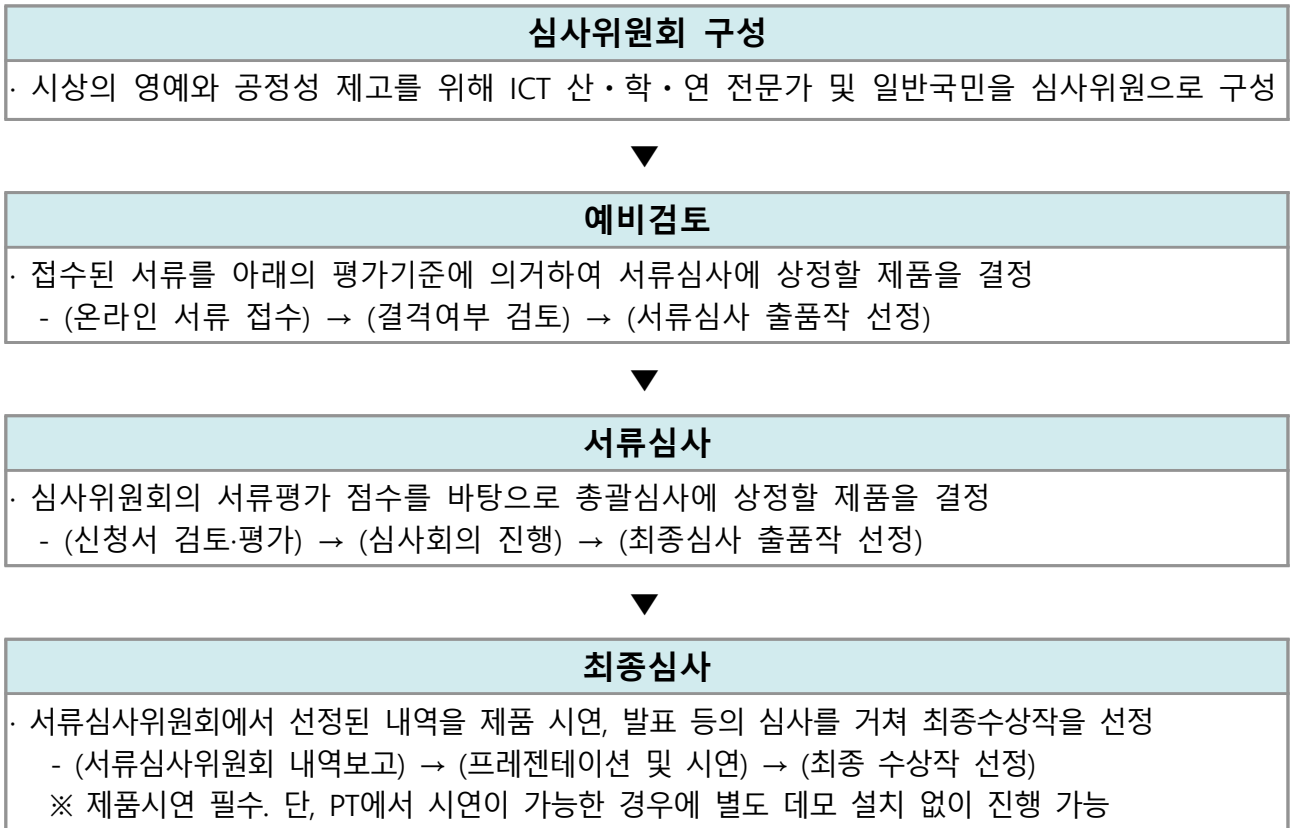 심사위원회 구성
· 시상의 영예와 공정성 제고를 위해 ICT 산・학・연 전문가 및 일반국민을 심사위원으로 구성
▼
예비검토
· 접수된 서류를 아래의 평가기준에 의거하여 서류심사에 상정할 제품을 결정
- (온라인 서류 접수) → (결격여부 검토) → (서류심사 출품작 선정)
▼
서류심사
· 심사위원회의 서류평가 점수를 바탕으로 총괄심사에 상정할 제품을 결정
- (신청서 검토·평가) → (심사회의 진행) → (최종심사 출품작 선정)
▼
최종심사
· 서류심사위원회에서 선정된 내역을 제품 시연, 발표 등의 심사를 거쳐 최종수상작을 선정
- (서류심사위원회 내역보고) → (프레젠테이션 및 시연) → (최종 수상작 선정)
※ 제품시연 필수. 단, PT에서 시연이 가능한 경우에 별도 데모 설치 없이 진행 가능